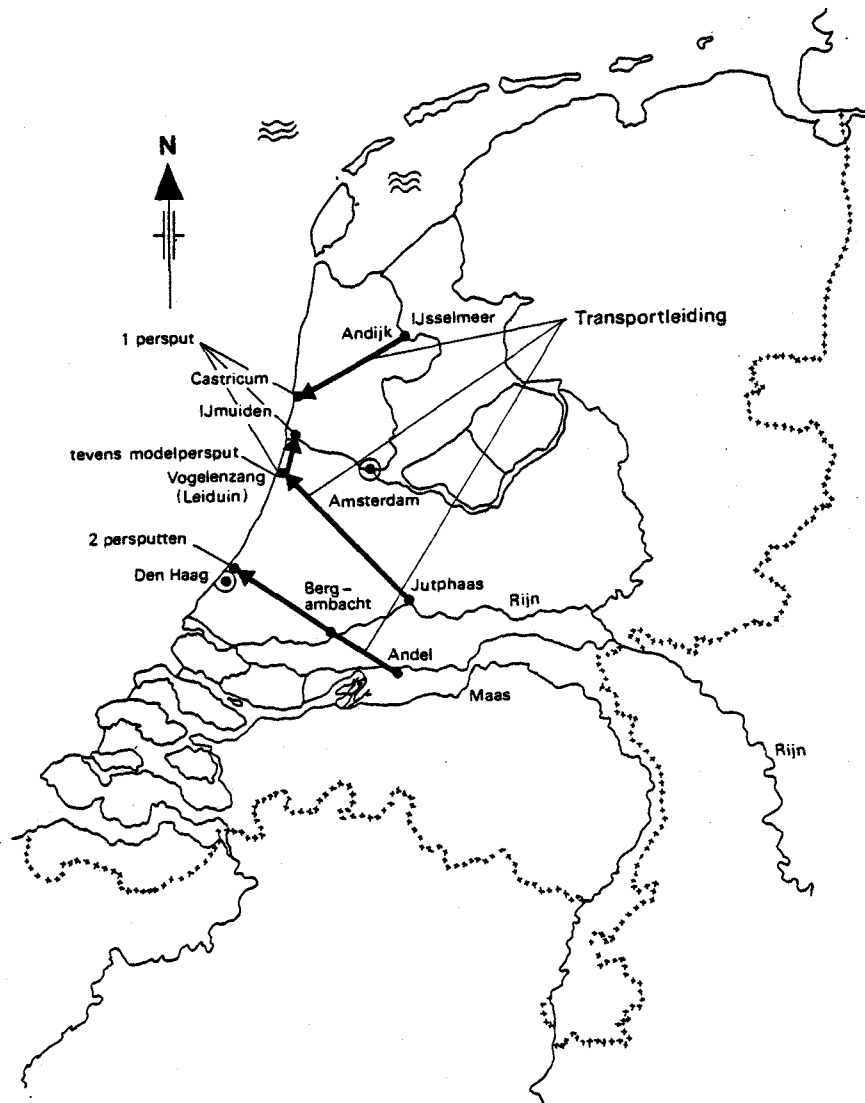 N
IJsselmeer
Andijk
Transportleiding
1 persput
Castricum
IJmuiden
tevens modelpersput
Vogelenzang
(Leiduin)
Amsterdam
2 persputten
Den Haag
Berg-
ambacht
Jutphaas
Rijn
Andel
Maas
Rijn